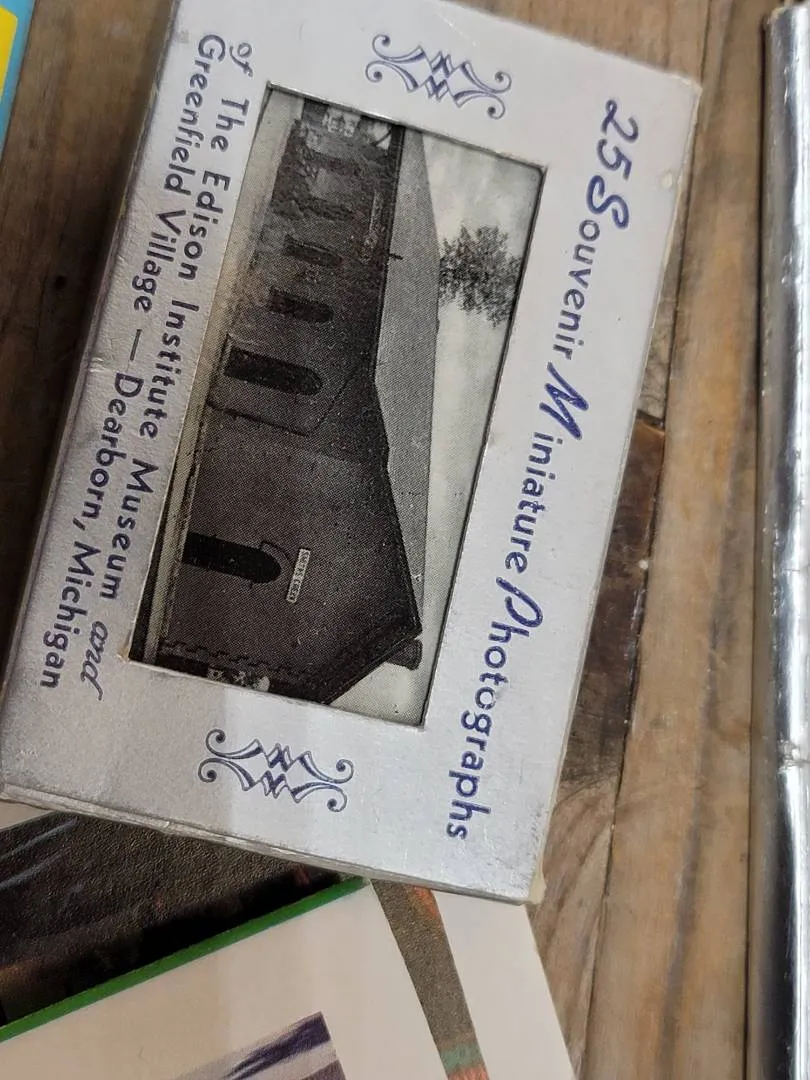 25 Souvenir Miniature Photographs
of The Edison Institute Museum and
Greenfield Village — Dearborn, Michigan